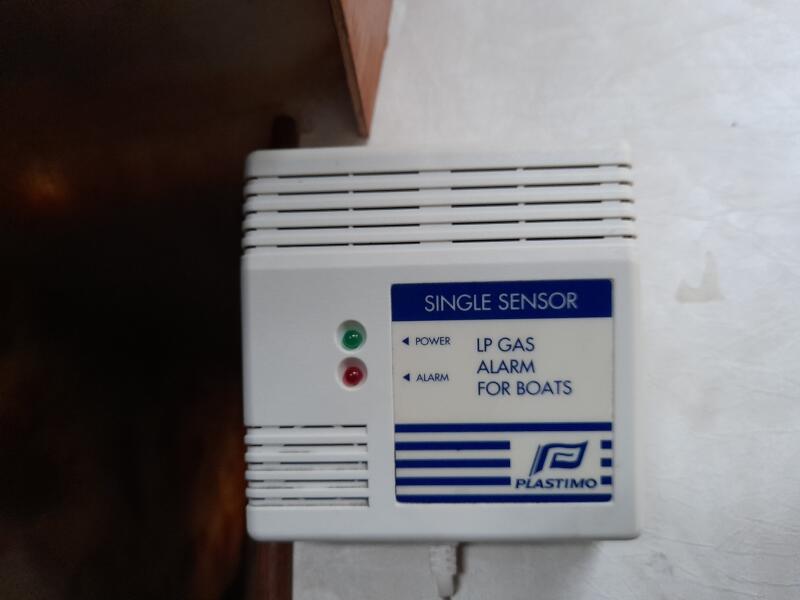 SINGLE SENSOR
POWER
LP GAS
ALARM
ALARM
FOR BOATS
PLASTIMO